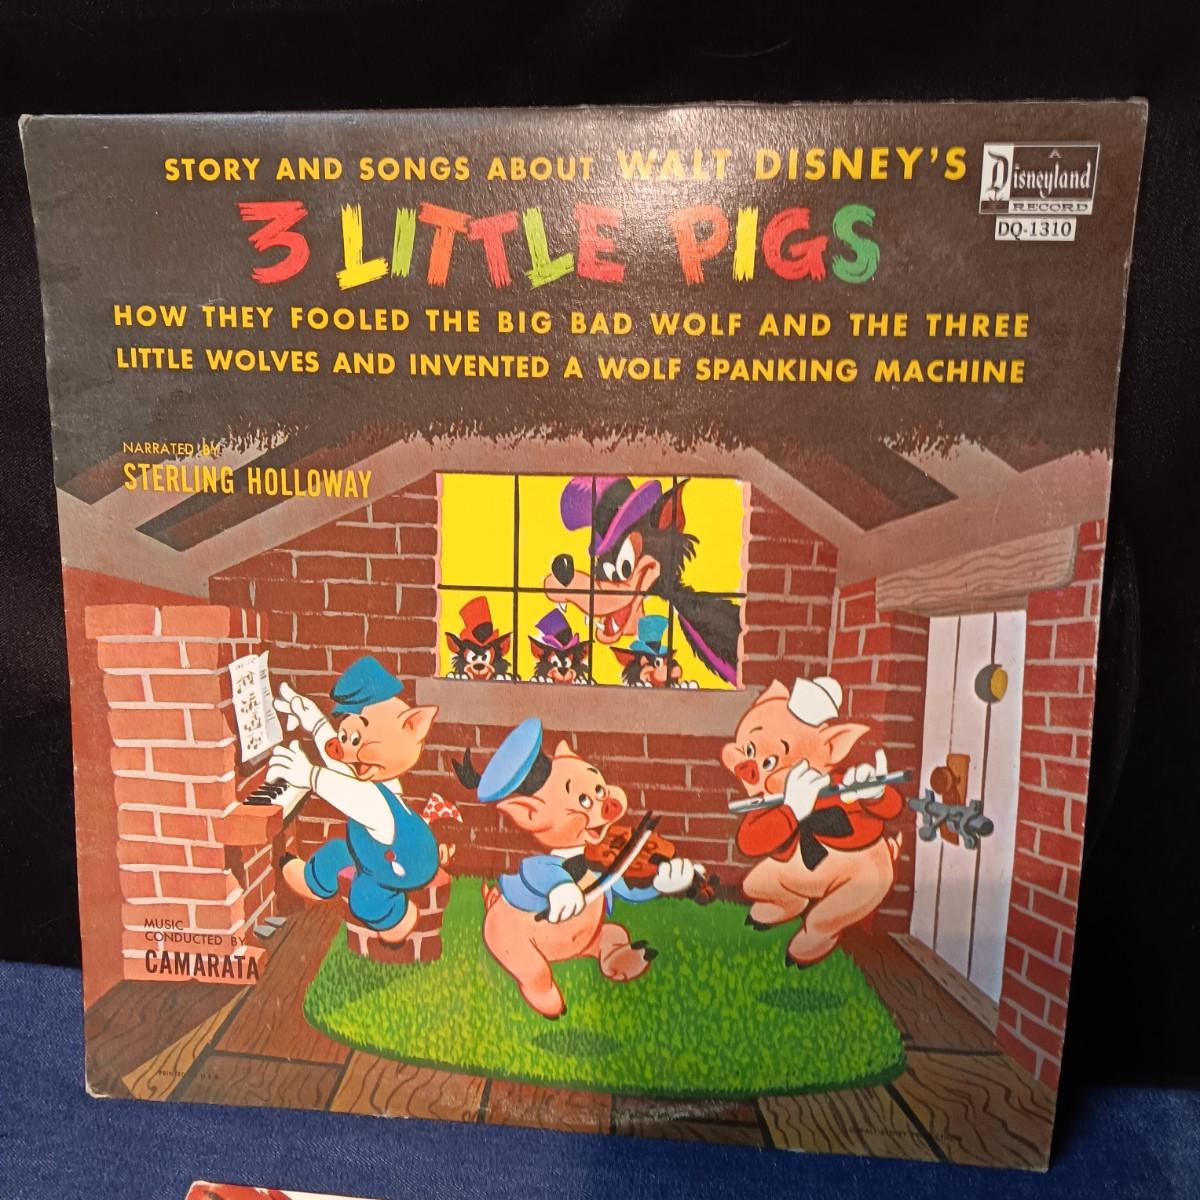 STORY AND SONGS ABOUT WALT DISNEY'S
Disneyland
RECORD
DQ-1310
3 LITTLE PIGS
HOW THEY FOOLED THE BIG BAD WOLF AND THE THREE
LITTLE WOLVES AND INVENTED A WOLF SPANKING MACHINE
NARRATED BY
STERLING HOLLOWAY
MUSIC
CONDUCTED BY
CAMARATA
PRINTED U.S.A.